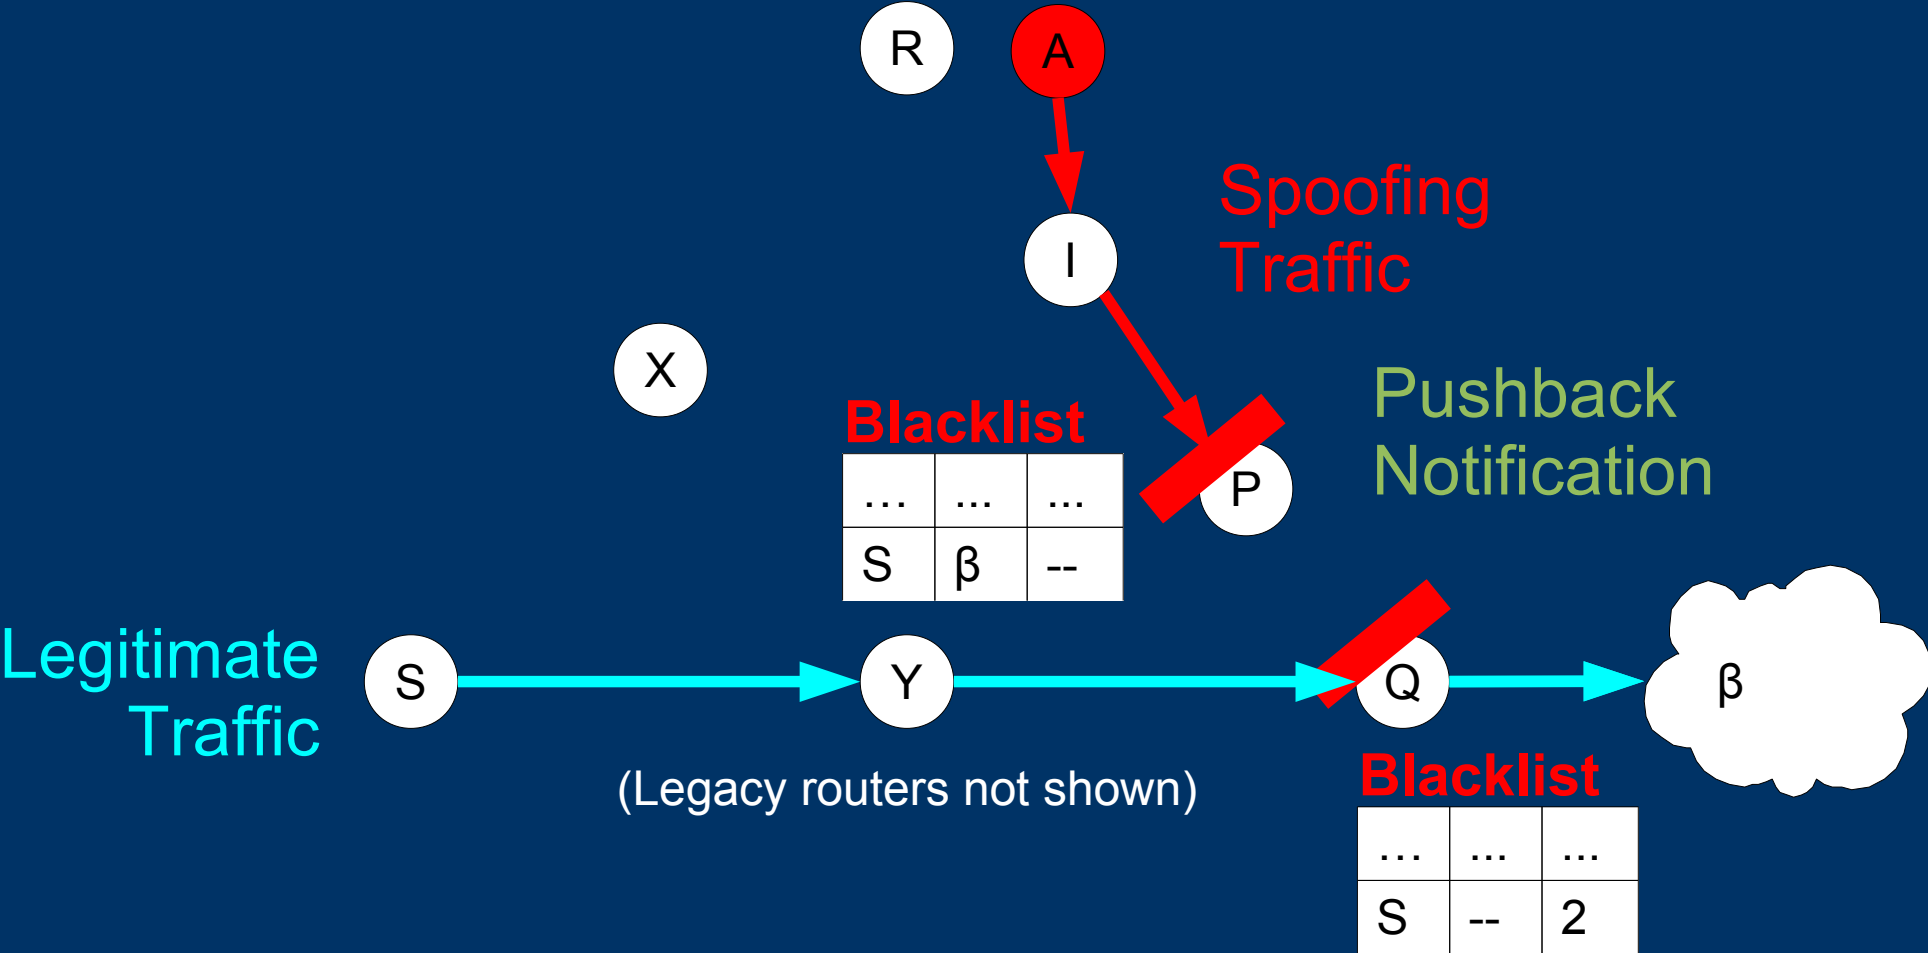 R
A
Spoofing
Traffic
I
X
Pushback
Notification
Blacklist
… ... ...
S β --
P
Legitimate
Traffic
S
Y
Q
β
(Legacy routers not shown)
Blacklist
… ... ...
S -- 2